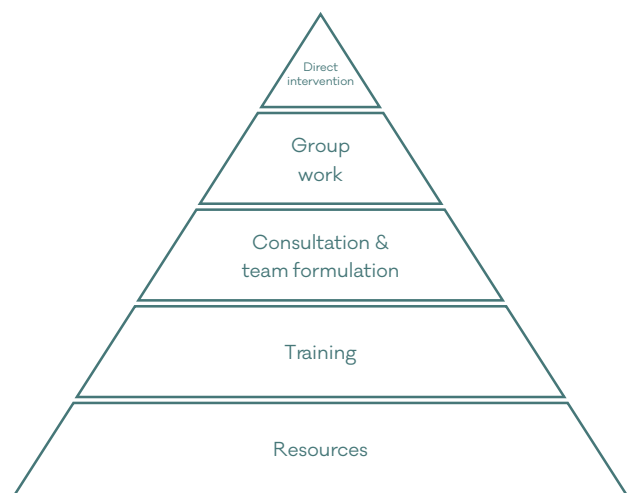 Direct
intervention
Group
work
Consultation &
team formulation
Training
Resources